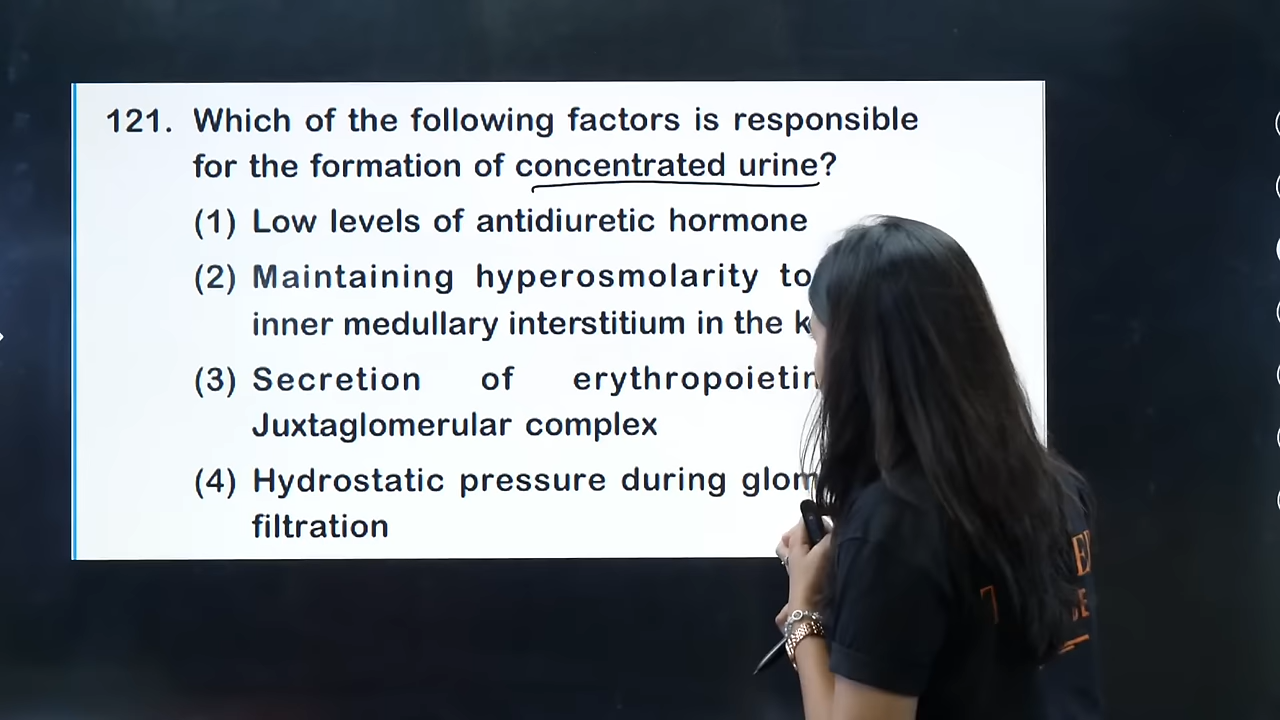 121. Which of the following factors is responsible
for the formation of concentrated urine?
(1) Low levels of antidiuretic hormone
(2) Maintaining hyperosmolarity to
inner medullary interstitium in the
(3) Secretion of
Juxtaglomerular complex
(4) Hydrostatic pressure during
filtration